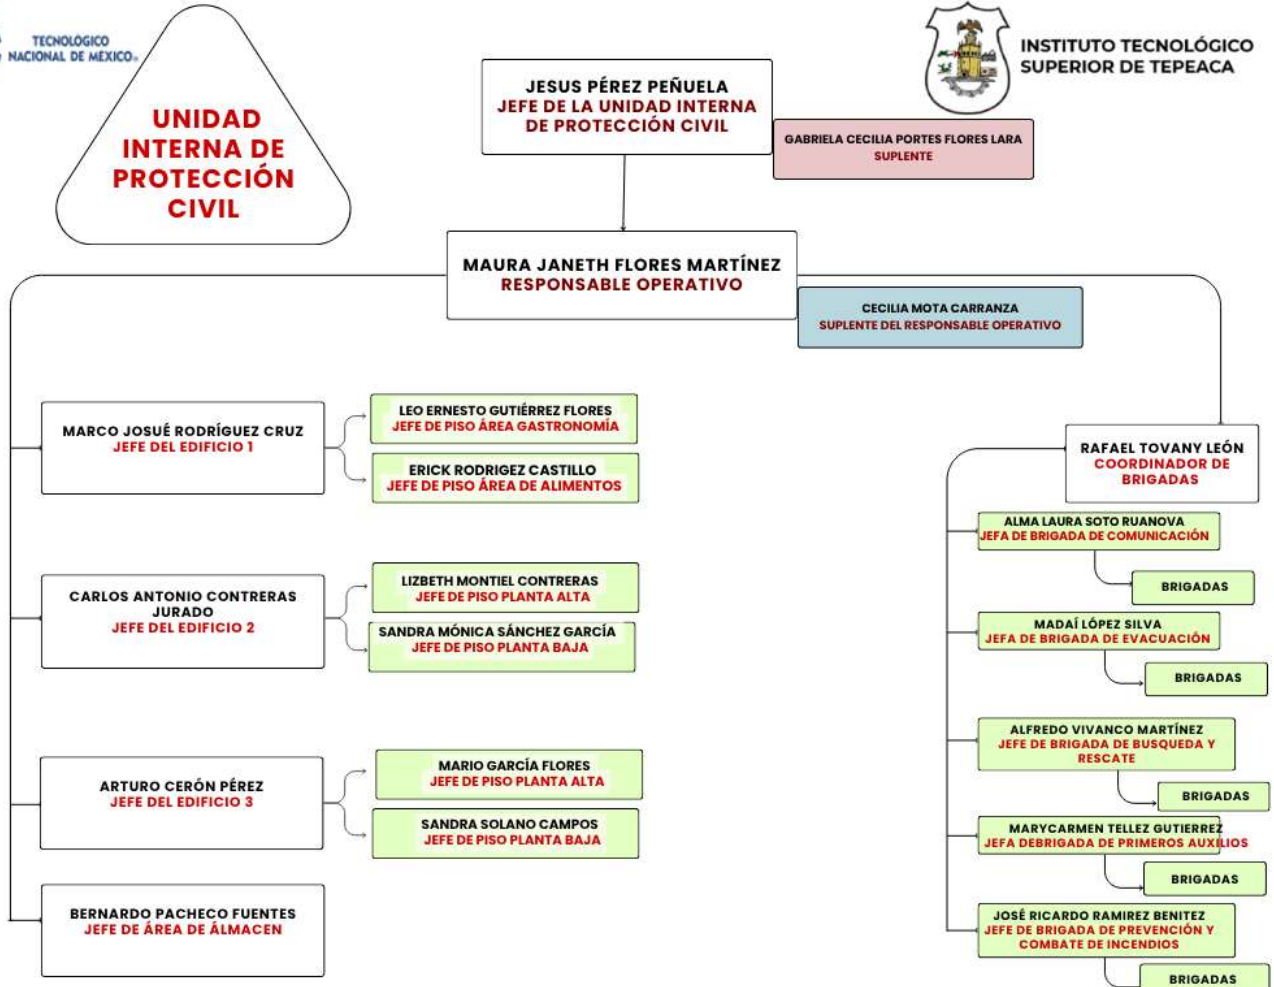 TECNOLÓGICO
NACIONAL DE MÉXICO
INSTITUTO TECNOLÓGICO
SUPERIOR DE TEPEACA
UNIDAD
INTERNA DE
PROTECCIÓN
CIVIL
JESUS PÉREZ PEÑUELA
JEFE DE LA UNIDAD INTERNA
DE PROTECCIÓN CIVIL
GABRIELA CECILIA PORTES FLORES LARA
SUPLENTE
MAURA JANETH FLORES MARTÍNEZ
RESPONSABLE OPERATIVO
CECILIA MOTA CARRANZA
SUPLENTE DEL RESPONSABLE OPERATIVO
MARCO JOSUÉ RODRÍGUEZ CRUZ
JEFE DEL EDIFICIO 1
LEO ERNESTO GUTIÉRREZ FLORES
JEFE DE PISO ÁREA GASTRONOMÍA
ERICK RODRIGEZ CASTILLO
JEFE DE PISO ÁREA DE ALIMENTOS
CARLOS ANTONIO CONTRERAS
JURADO
JEFE DEL EDIFICIO 2
LIZBETH MONTIEL CONTRERAS
JEFE DE PISO PLANTA ALTA
SANDRA MÓNICA SÁNCHEZ GARCÍA
JEFE DE PISO PLANTA BAJA
ARTURO CERÓN PÉREZ
JEFE DEL EDIFICIO 3
MARIO GARCÍA FLORES
JEFE DE PISO PLANTA ALTA
SANDRA SOLANO CAMPOS
JEFE DE PISO PLANTA BAJA
BERNARDO PACHECO FUENTES
JEFE DE ÁREA DE ÁLMACEN
RAFAEL TOVANY LEÓN
COORDINADOR DE
BRIGADAS
ALMA LAURA SOTO RUANOVA
JEFA DE BRIGADA DE COMUNICACIÓN
BRIGADAS
MADAÍ LÓPEZ SILVA
JEFA DE BRIGADA DE EVACUACIÓN
BRIGADAS
ALFREDO VIVANCO MARTÍNEZ
JEFE DE BRIGADA DE BUSQUEDA Y
RESCATE
BRIGADAS
MARYCARMEN TELLEZ GUTIERREZ
JEFA DEBRIGADA DE PRIMEROS AUXILIOS
BRIGADAS
JOSÉ RICARDO RAMIREZ BENITEZ
JEFE DE BRIGADA DE PREVENCIÓN Y
COMBATE DE INCENDIOS
BRIGADAS